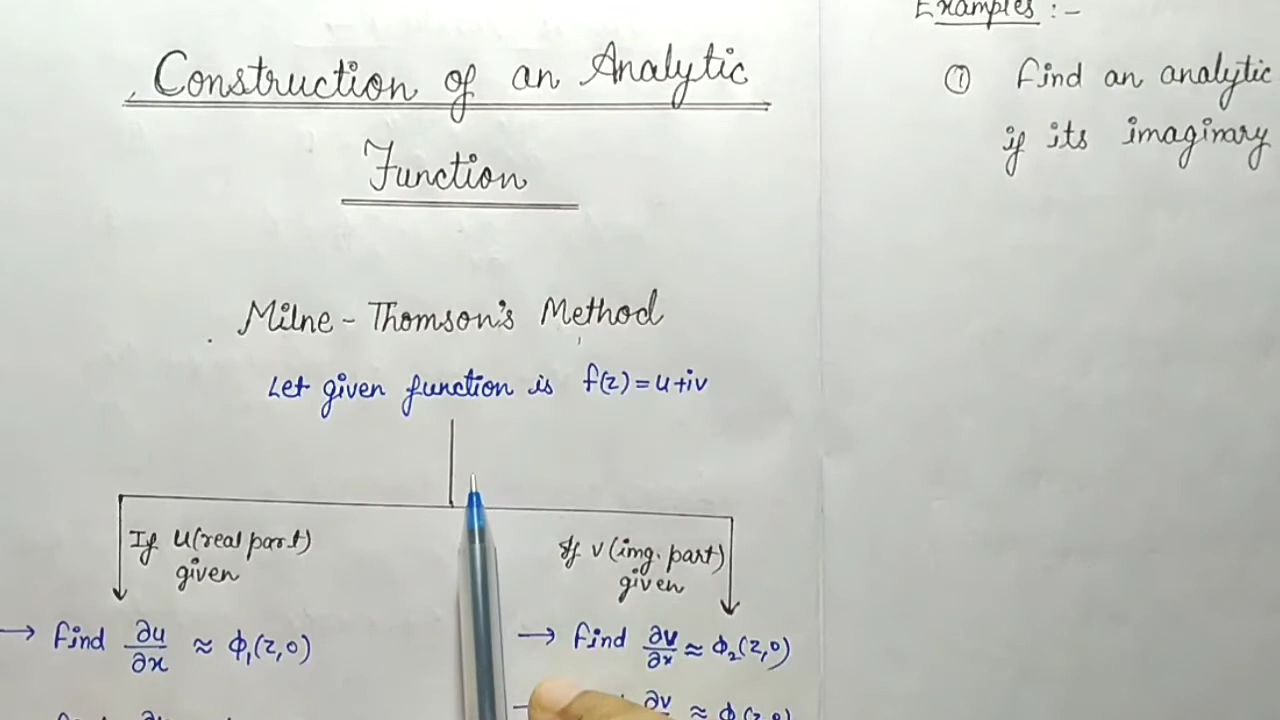 Construction of an Analytic
Function
Milne - Thomson's Method
Let given function is f(z) = u+iv
If u(real part)
given
→ find ∂u/∂x ≈ ϕ₁(z,0)
If v(img. part)
given
→ find ∂v/∂x ≈ ϕ₂(z,0)
∂v ≈
Examples :-
① find an analytic
if its imaginary